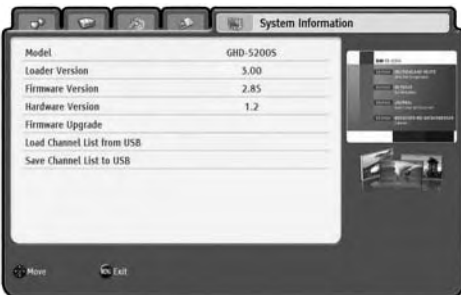 System Information
Model GHD-5200S
Loader Version 3.00
Firmware Version 2.85
Hardware Version 1.2
Firmware Upgrade
Load Channel List from USB
Save Channel List to USB
Move Exit